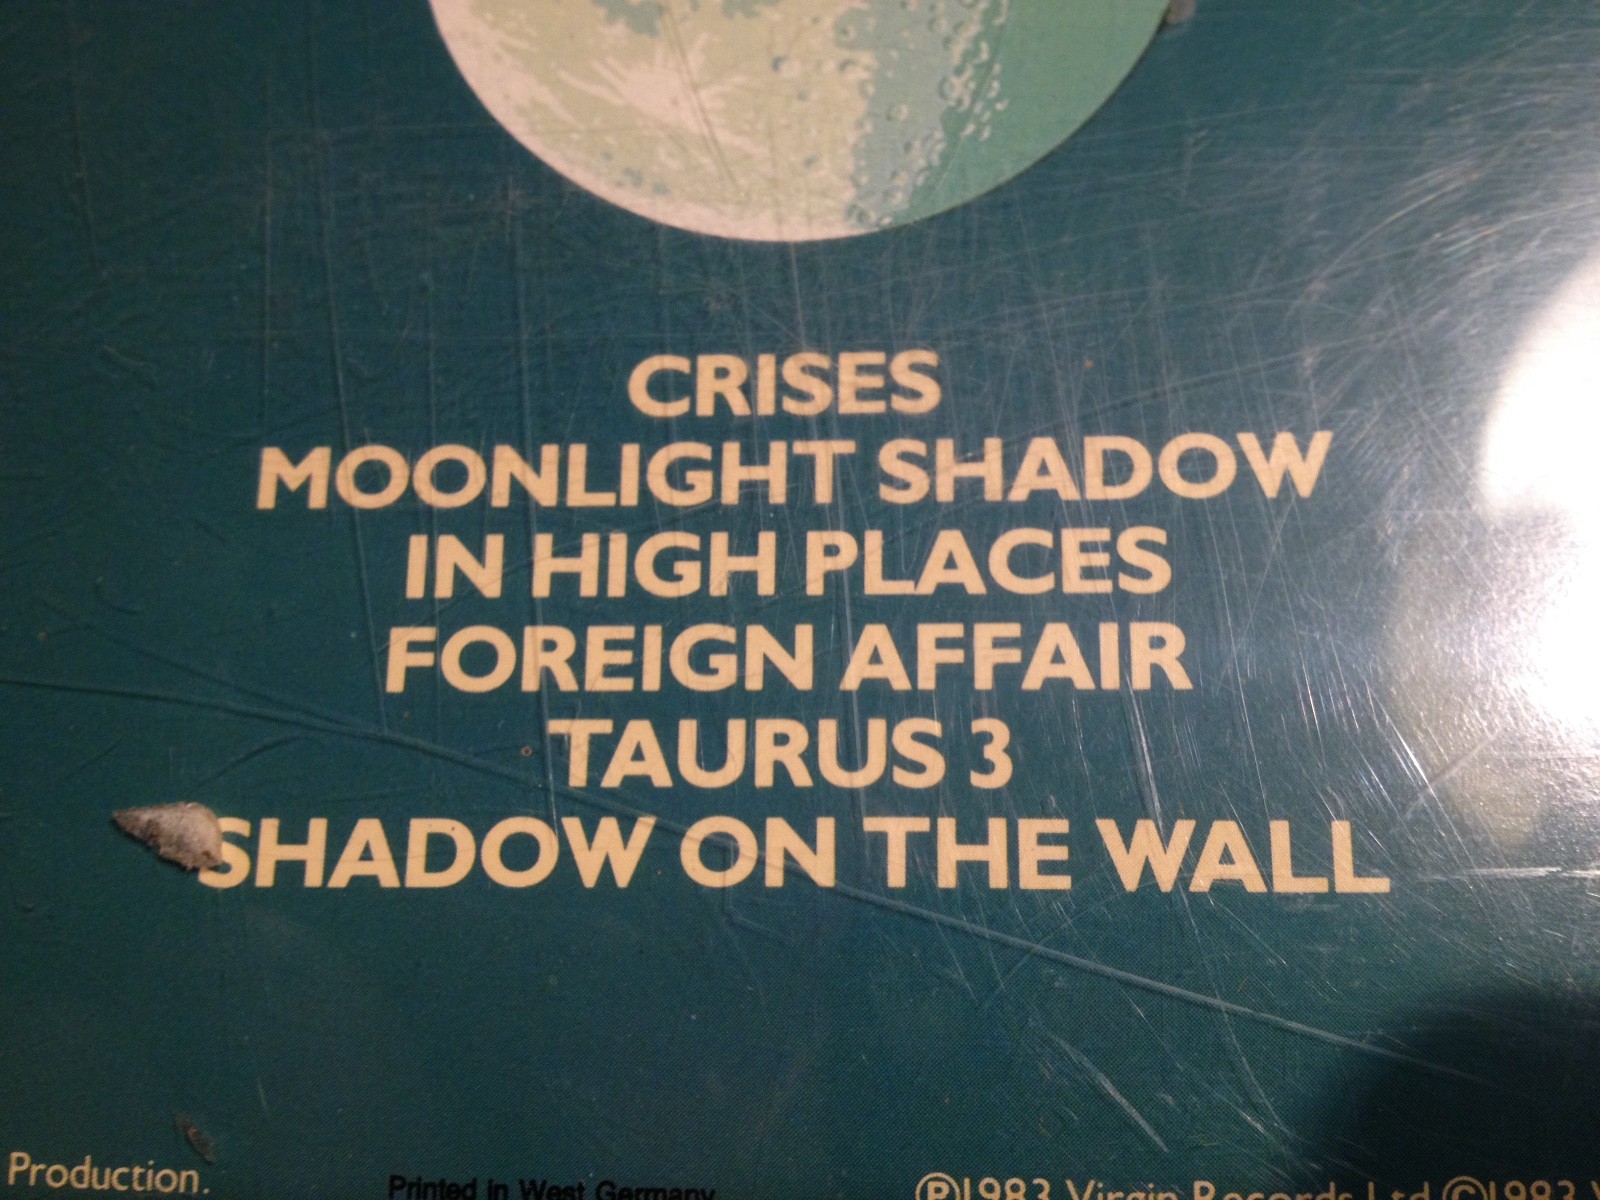 CRISES
MOONLIGHT SHADOW
IN HIGH PLACES
FOREIGN AFFAIR
TAURUS 3
SHADOW ON THE WALL
Production.
Printed in West Germany
℗1983 Virgin Records Ltd ©1983